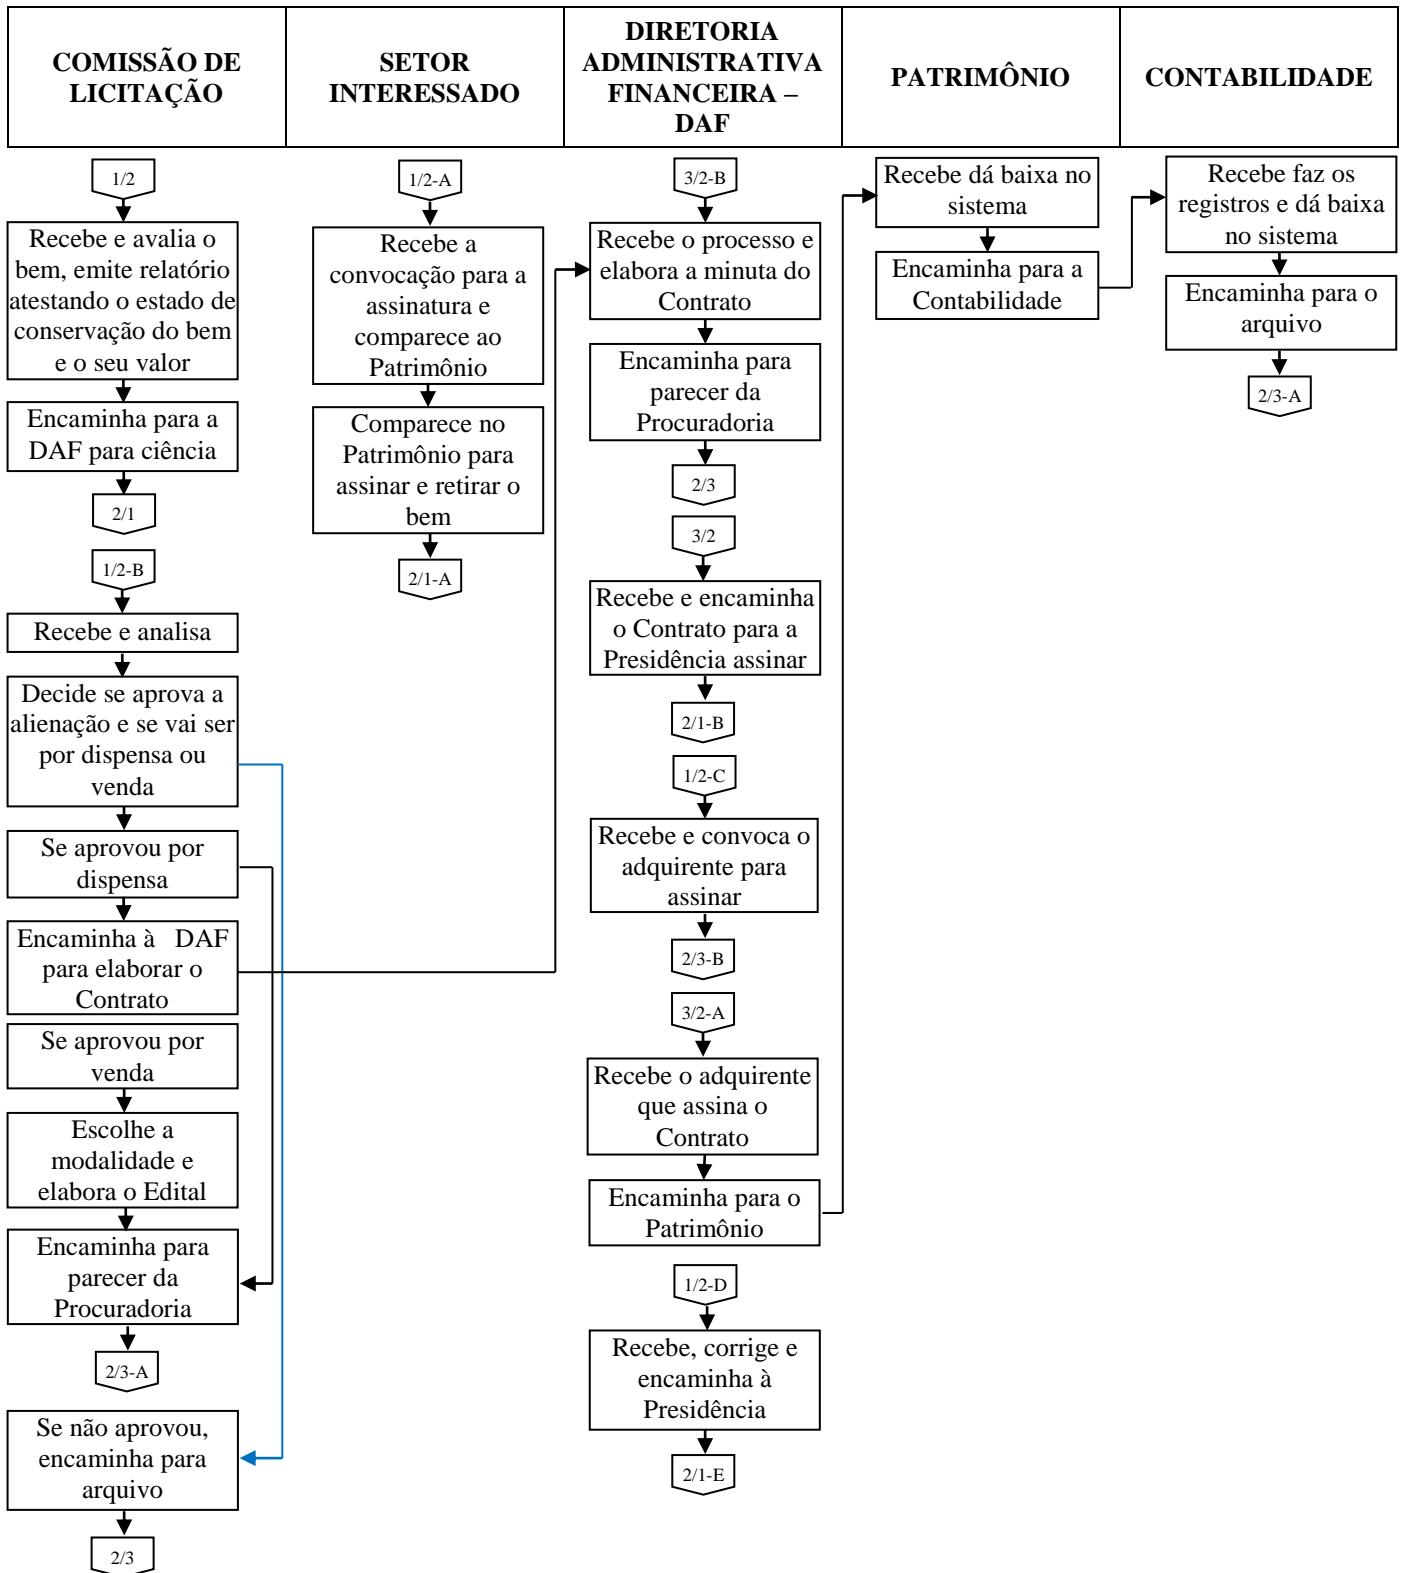 COMISSÃO DE
LICITAÇÃO
SETOR
INTERESSADO
DIRETORIA
ADMINISTRATIVA
FINANCEIRA –
DAF
PATRIMÔNIO
CONTABILIDADE
1/2
Recebe e avalia o
bem, emite relatório
atestando o estado de
conservação do bem
e o seu valor
Encaminha para a
DAF para ciência
2/1
1/2-B
Recebe e analisa
Decide se aprova a
alienação e se vai ser
por dispensa ou
venda
Se aprovou por
dispensa
Encaminha à DAF
para elaborar o
Contrato
Se aprovou por
venda
Escolhe a
modalidade e
elabora o Edital
Encaminha para
parecer da
Procuradoria
2/3-A
Se não aprovou,
encaminha para
arquivo
2/3
1/2-A
Recebe a
convocação para a
assinatura e
comparece ao
Patrimônio
Comparece no
Patrimônio para
assinar e retirar o
bem
2/1-A
3/2-B
Recebe o processo e
elabora a minuta do
Contrato
Encaminha para
parecer da
Procuradoria
2/3
3/2
Recebe e encaminha
o Contrato para a
Presidência assinar
2/1-B
1/2-C
Recebe e convoca o
adquirente para
assinar
2/3-B
3/2-A
Recebe o adquirente
que assina o
Contrato
Encaminha para o
Patrimônio
1/2-D
Recebe, corrige e
encaminha à
Presidência
2/1-E
Recebe dá baixa no
sistema
Encaminha para a
Contabilidade
Recebe faz os
registros e dá baixa
no sistema
Encaminha para o
arquivo
2/3-A